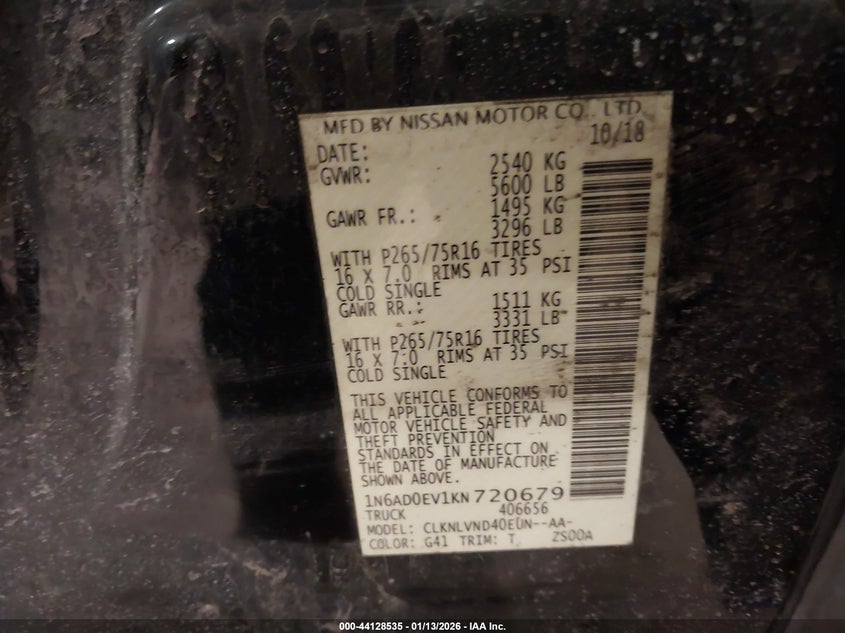 MFD BY NISSAN MOTOR CO., LTD.
DATE: 10/18
GVWR: 2540 KG
5600 LB
GAWR FR.: 1495 KG
3296 LB
WITH P265/75R16 TIRES
16 X 7.0 RIMS AT 35 PSI
COLD SINGLE
GAWR RR.: 1511 KG
3331 LB
WITH P265/75R16 TIRES
16 X 7.0 RIMS AT 35 PSI
COLD SINGLE
THIS VEHICLE CONFORMS TO
ALL APPLICABLE FEDERAL
MOTOR VEHICLE SAFETY AND
THEFT PREVENTION
STANDARDS IN EFFECT ON
THE DATE OF MANUFACTURE
SHOWN ABOVE.
1N6AD0EV1KN720679
TRUCK 406656
MODEL: CLKNLVND40EUN--AA-
COLOR: G41 TRIM: T ZS00A
000-44128535 - 01/13/2026 - IAA Inc.